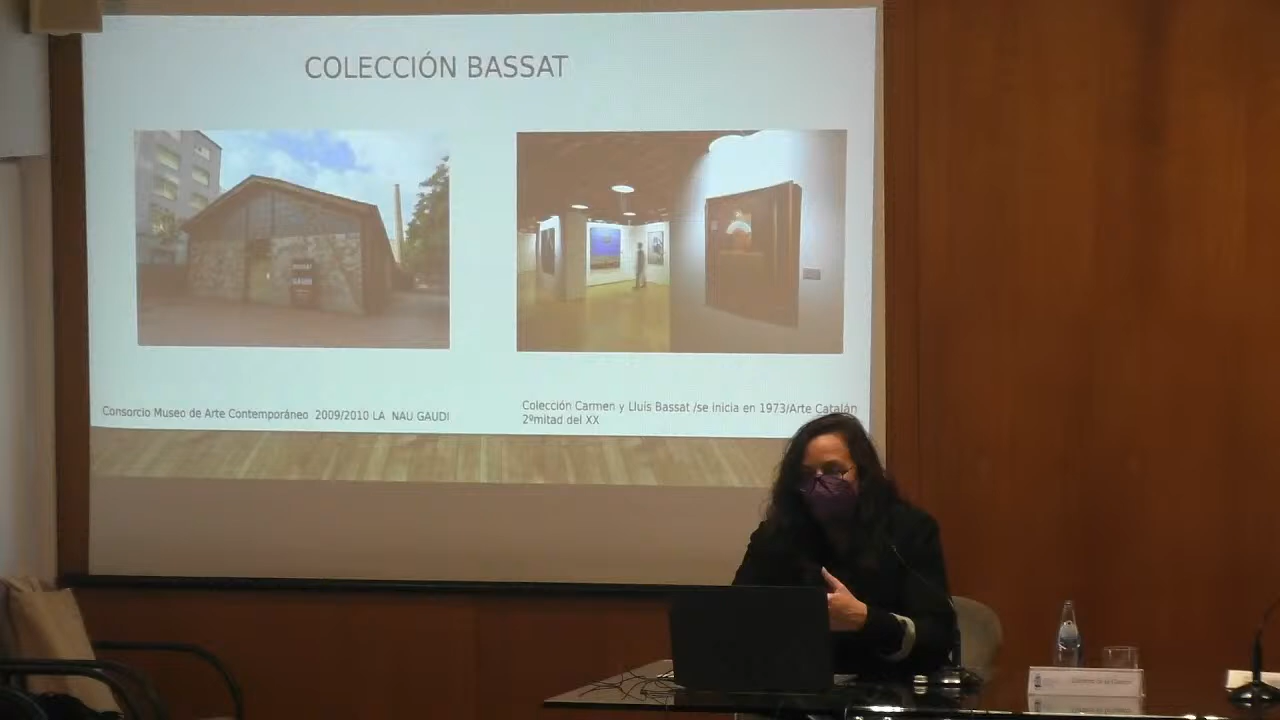 COLECCIÓN BASSAT
Consorcio Museo de Arte Contemporáneo 2009/2010 LA NAU GAUDI
Colección Carmen y Lluís Bassat /se inicia en 1973/Arte Catalán
2ºmitad del XX